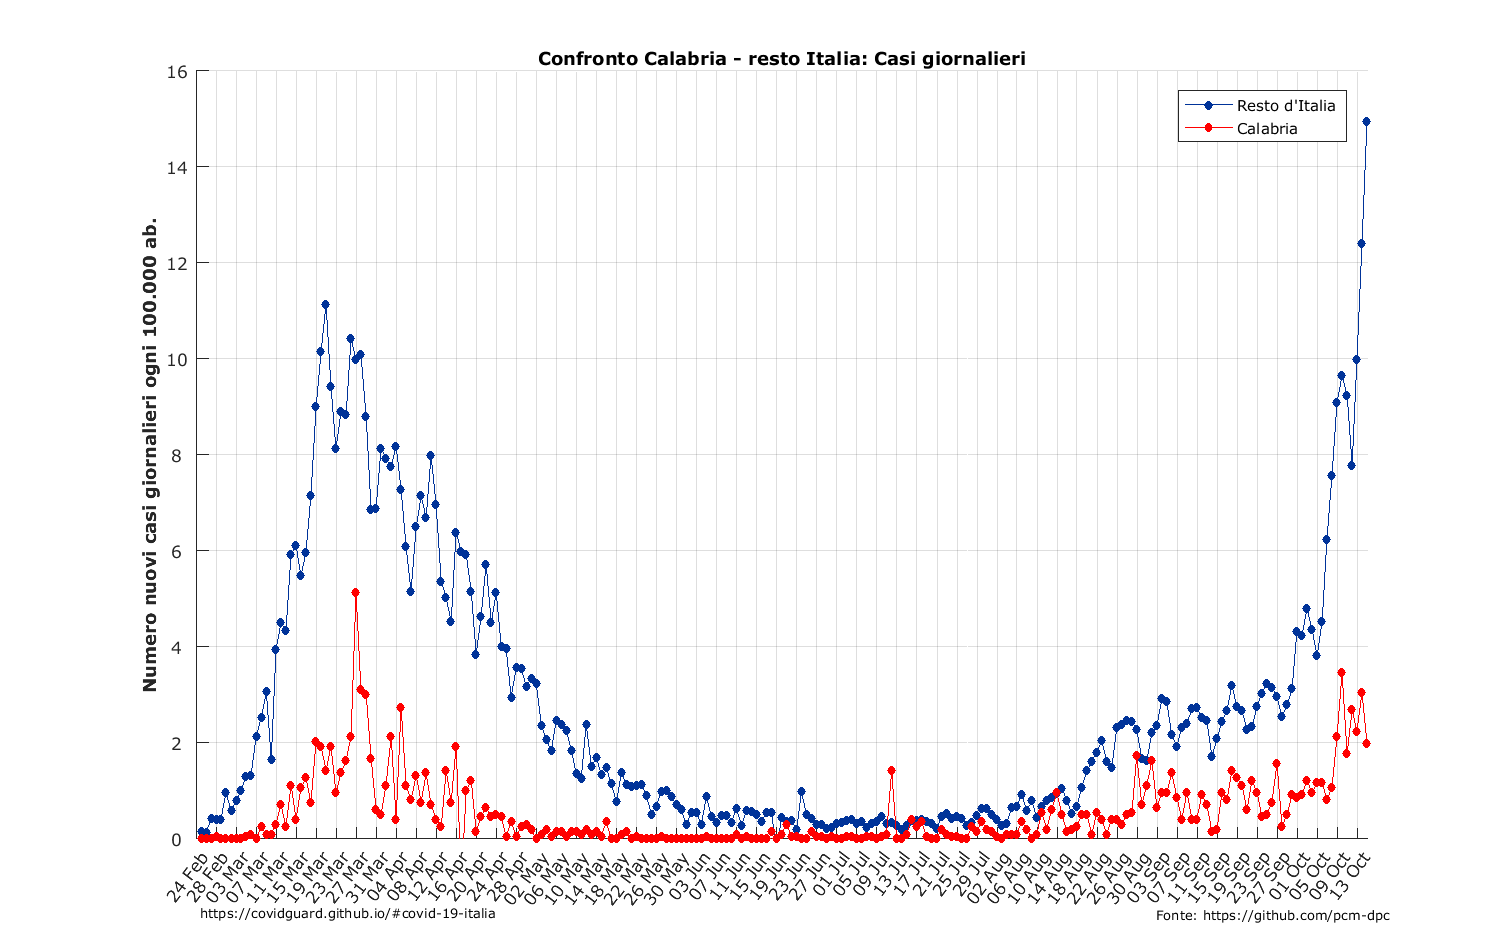 Confronto Calabria - resto Italia: Casi giornalieri
Resto d'Italia
Calabria
Numero nuovi casi giornalieri ogni 100.000 ab.
16
14
12
10
8
6
4
2
0
24 Feb
28 Feb
03 Mar
07 Mar
11 Mar
15 Mar
19 Mar
23 Mar
27 Mar
31 Mar
04 Apr
08 Apr
12 Apr
16 Apr
20 Apr
24 Apr
28 Apr
02 May
06 May
10 May
14 May
18 May
22 May
26 May
30 May
03 Jun
07 Jun
11 Jun
15 Jun
19 Jun
23 Jun
27 Jun
01 Jul
05 Jul
09 Jul
13 Jul
17 Jul
21 Jul
25 Jul
29 Jul
02 Aug
06 Aug
10 Aug
14 Aug
18 Aug
22 Aug
26 Aug
30 Aug
03 Sep
07 Sep
11 Sep
15 Sep
19 Sep
23 Sep
27 Sep
01 Oct
05 Oct
09 Oct
13 Oct
https://covidguard.github.io/#covid-19-italia
Fonte: https://github.com/pcm-dpc